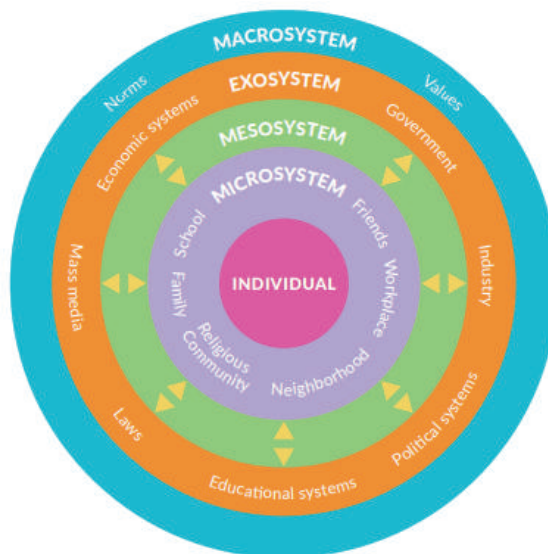 MACROSYSTEM
Norms
Values
EXOSYSTEM
Economic systems
Government
Mass media
Industry
Laws
Political systems
Educational systems
MESOSYSTEM
MICROSYSTEM
School
Friends
Family
Workplace
Religious
Community
Neighborhood
INDIVIDUAL